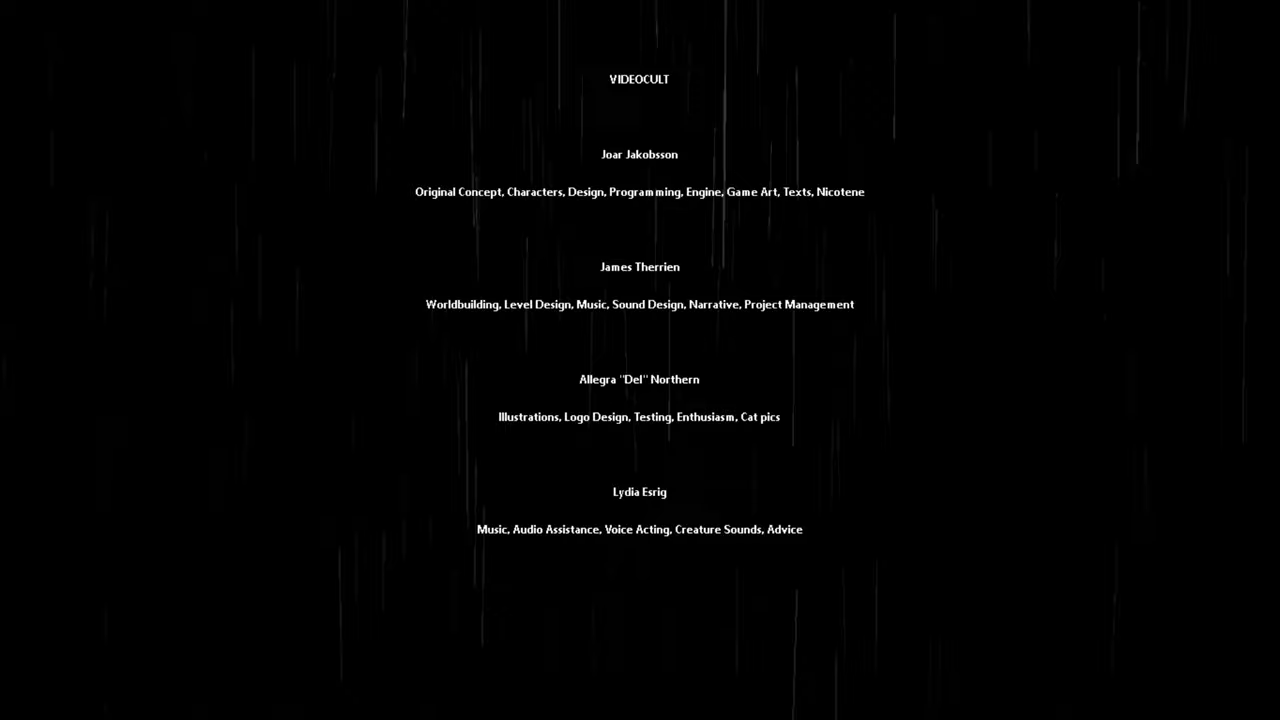 VIDEOCULT
Joar Jakobsson
Original Concept, Characters, Design, Programming, Engine, Game Art, Texts, Nicotene
James Therrien
Worldbuilding, Level Design, Music, Sound Design, Narrative, Project Management
Allegra "Del" Northern
Illustrations, Logo Design, Testing, Enthusiasm, Cat pics
Lydia Esrig
Music, Audio Assistance, Voice Acting, Creature Sounds, Advice